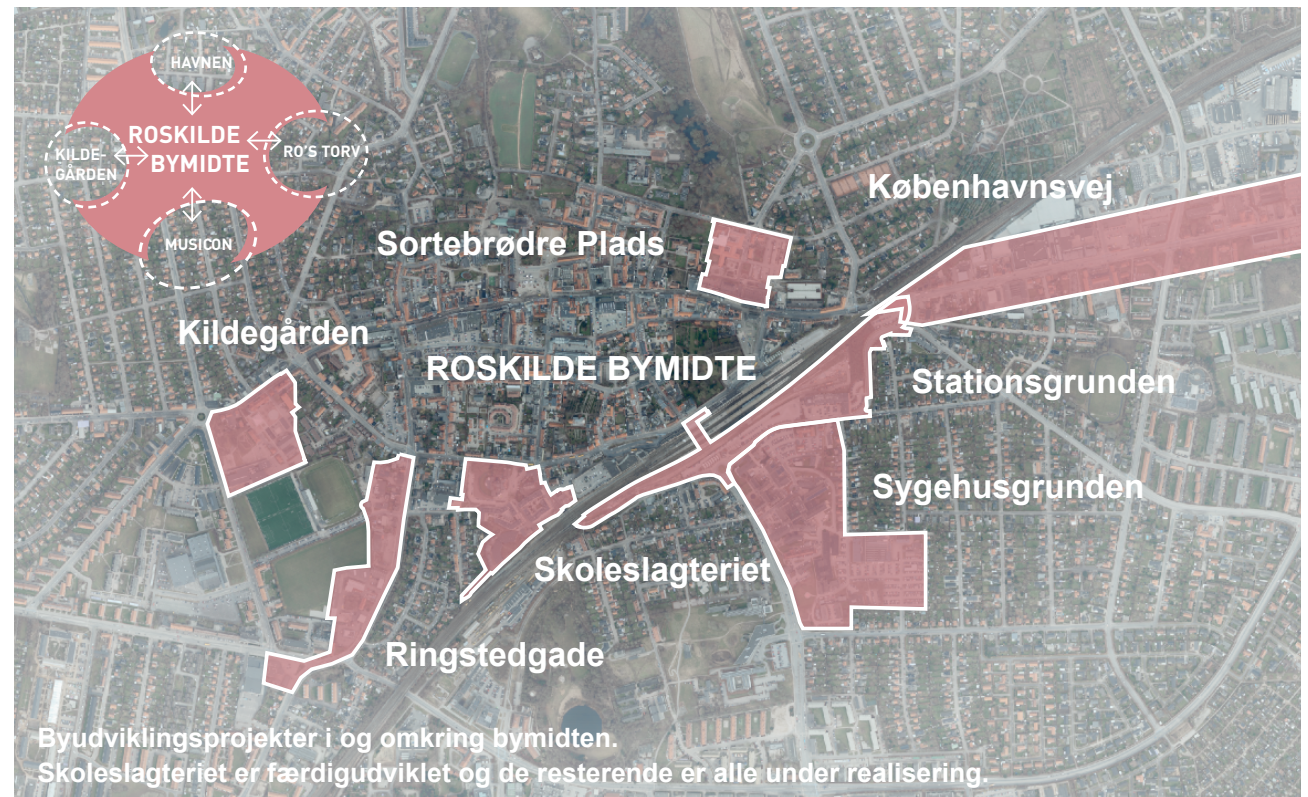 HAVNEN
ROSKILDE
BYMIDTE
KILDE-
GÅRDEN
RO'S TORV
MUSICON
Københavnsvej
Sortebrødre Plads
Kildegården
ROSKILDE BYMIDTE
Stationsgrunden
Sygehusgrunden
Skoleslagteriet
Ringstedgade
Byudviklingsprojekter i og omkring bymidten.
Skoleslagteriet er færdigudviklet og de resterende er alle under realisering.